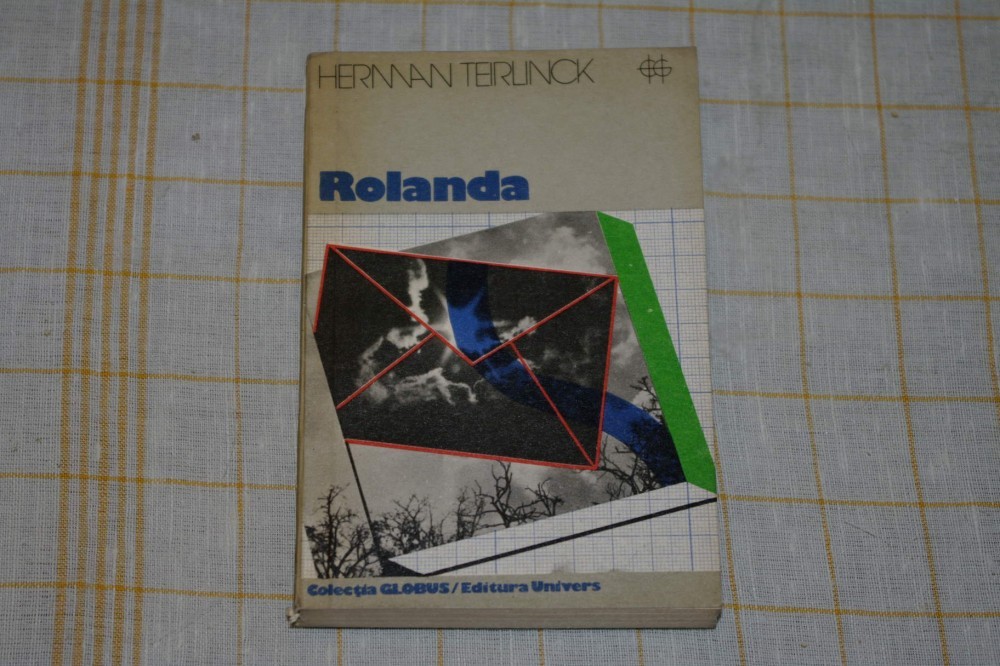 HERMAN TEIRLINCK
Rolanda
Colecția GLOBUS/Editura Univers